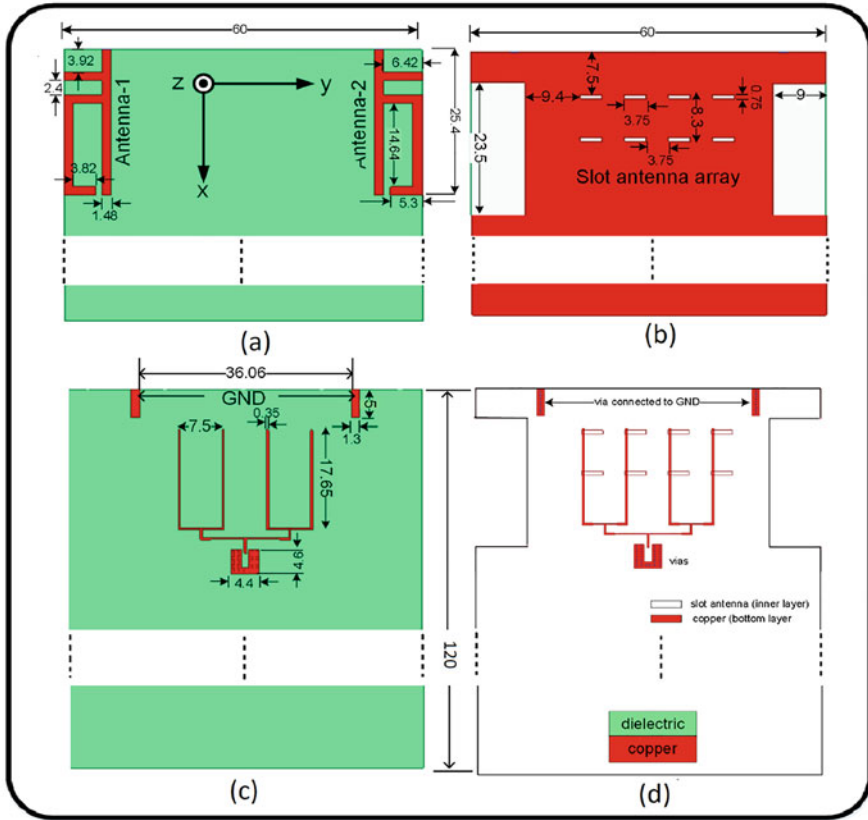 60
3.92
2.4
Antenna-1
z
y
x
Antenna-2
6.42
25.4
14.64
3.82
1.48
5.3
(a)
60
7.5
9.4
0.75
9
3.75
8.3
23.5
3.75
Slot antenna array
(b)
36.06
GND
5
0.35
1.3
7.5
17.65
4.6
4.4
120
(c)
via connected to GND
vias
slot antenna (inner layer)
copper (bottom layer
dielectric
copper
(d)